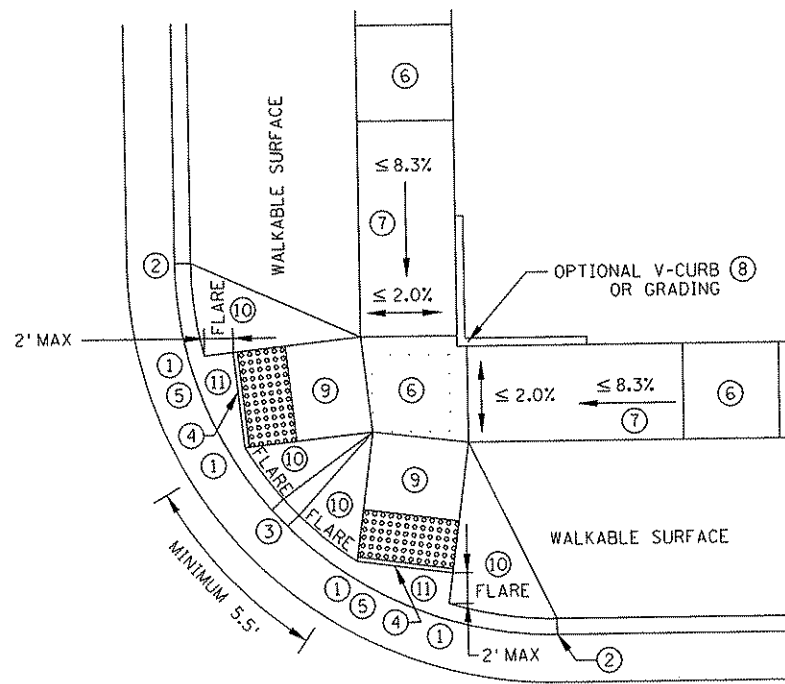 ⑥
WALKABLE SURFACE
≤ 8.3%
⑦
②
OPTIONAL V-CURB ⑧
OR GRADING
≤ 2.0%
FLARE
⑩
2' MAX
①
⑤
⑪
⑨
⑥
≤ 2.0%
≤ 8.3%
⑦
⑥
④
①
FLARE
⑩
⑨
③
FLARE
⑩
WALKABLE SURFACE
⑩
FLARE
MINIMUM 5.5'
①
⑤
⑪
④
①
2' MAX
②